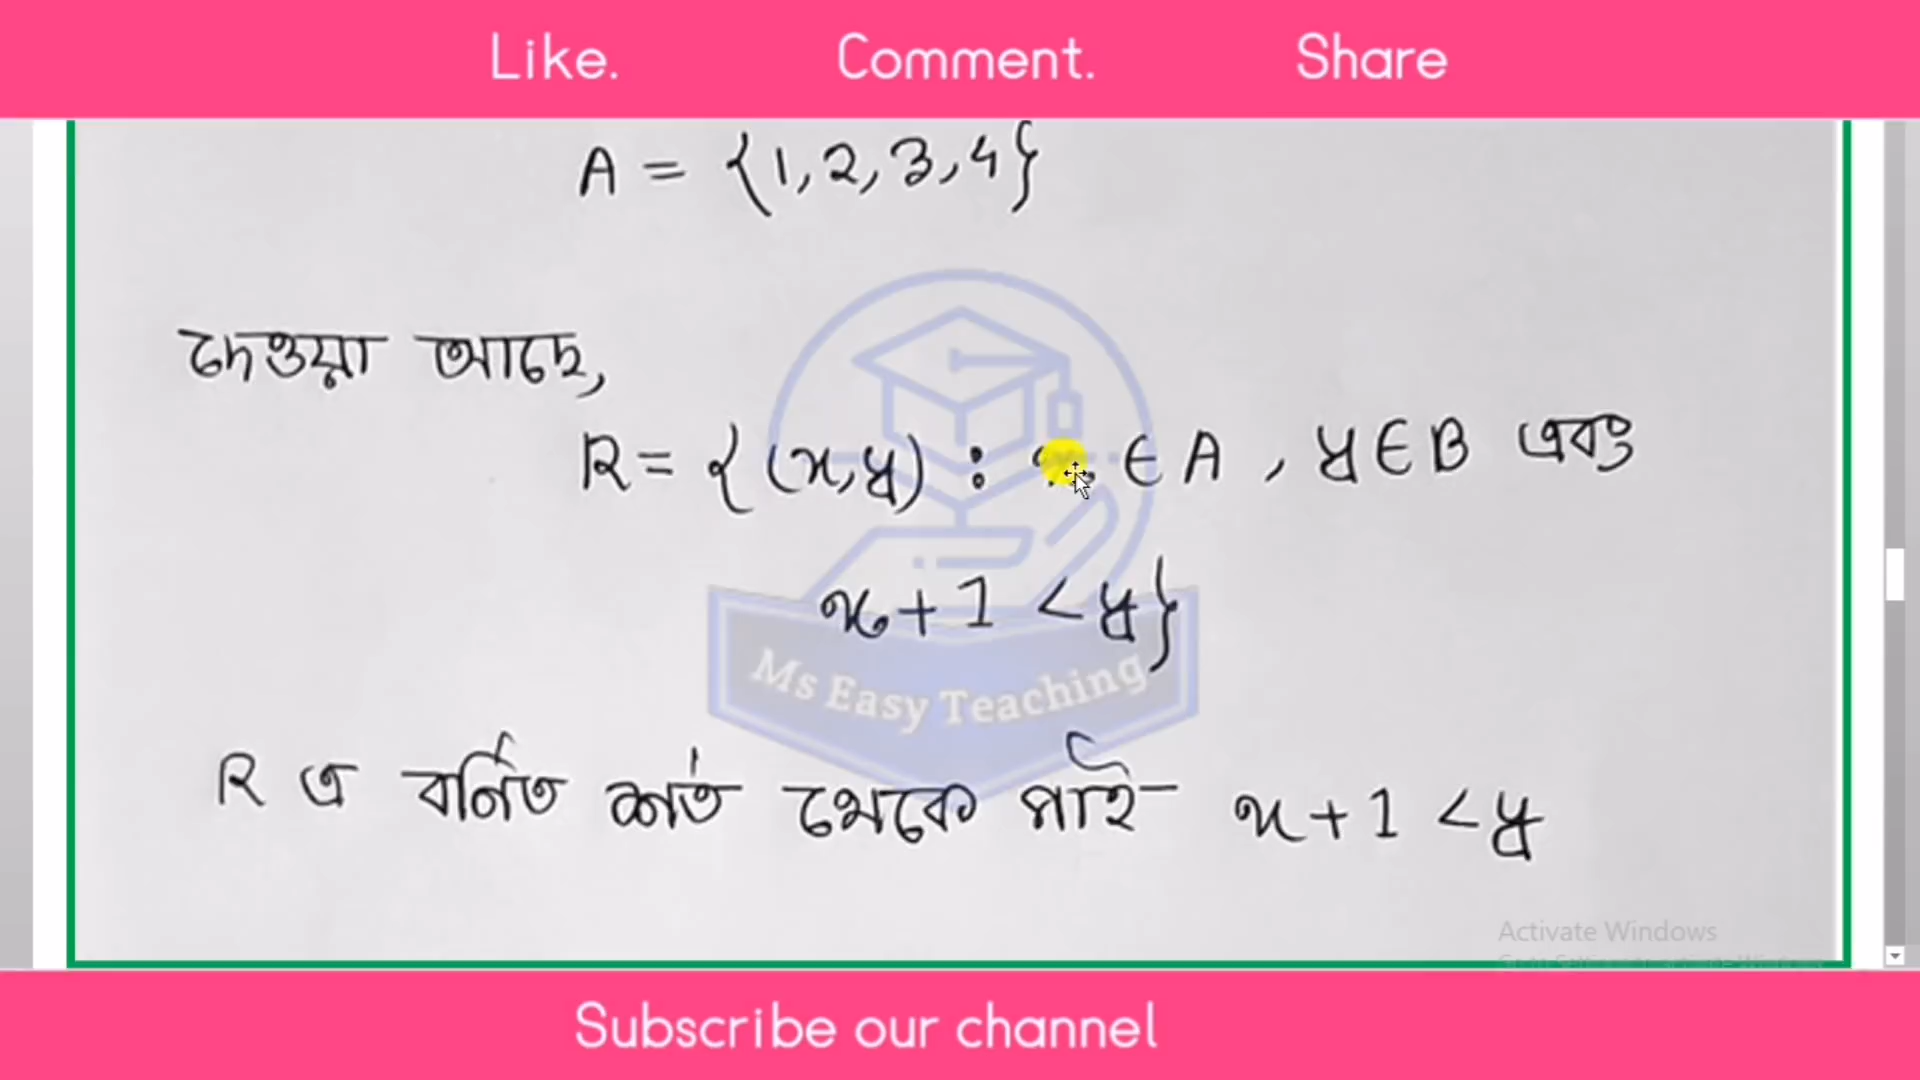 Like. Comment. Share
A = {1, 2, 3, 4}
দেওয়া আছে,
R = {(x, y) : x ∈ A , y ∈ B এবং
x + 1 < y}
Ms Easy Teaching
R এ বর্নিত শর্ত থেকে পাই x + 1 < y
Activate Windows
Subscribe our channel